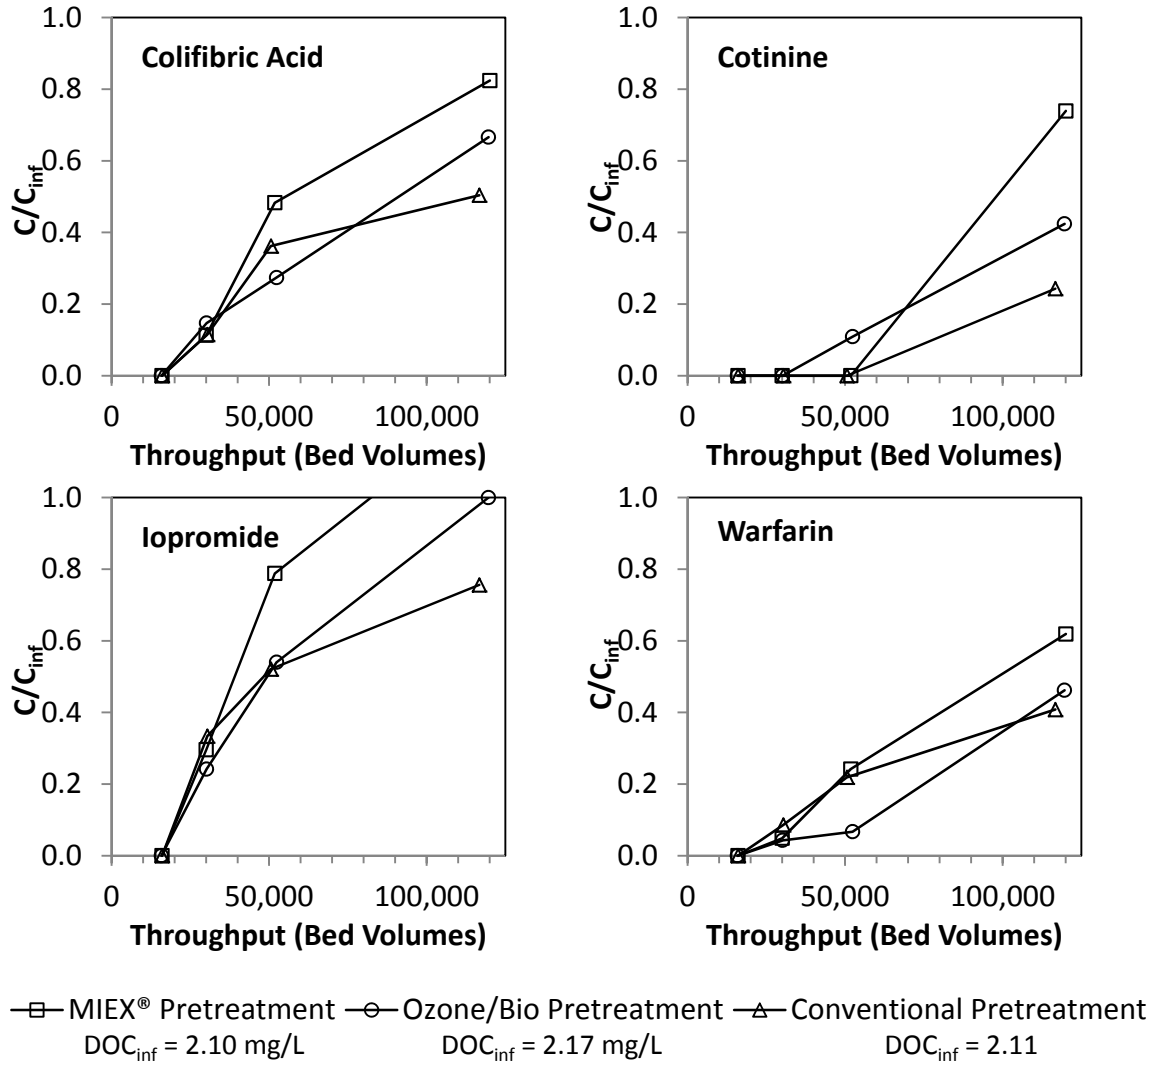 Colifibric Acid
1.0
0.8
0.6
0.4
0.2
0.0
C/Cinf
0 50,000 100,000
Throughput (Bed Volumes)
Cotinine
1.0
0.8
0.6
0.4
0.2
0.0
C/Cinf
0 50,000 100,000
Throughput (Bed Volumes)
Iopromide
1.0
0.8
0.6
0.4
0.2
0.0
C/Cinf
0 50,000 100,000
Throughput (Bed Volumes)
Warfarin
1.0
0.8
0.6
0.4
0.2
0.0
C/Cinf
0 50,000 100,000
Throughput (Bed Volumes)
MIEX® Pretreatment Ozone/Bio Pretreatment Conventional Pretreatment
DOCinf = 2.10 mg/L DOCinf = 2.17 mg/L DOCinf = 2.11